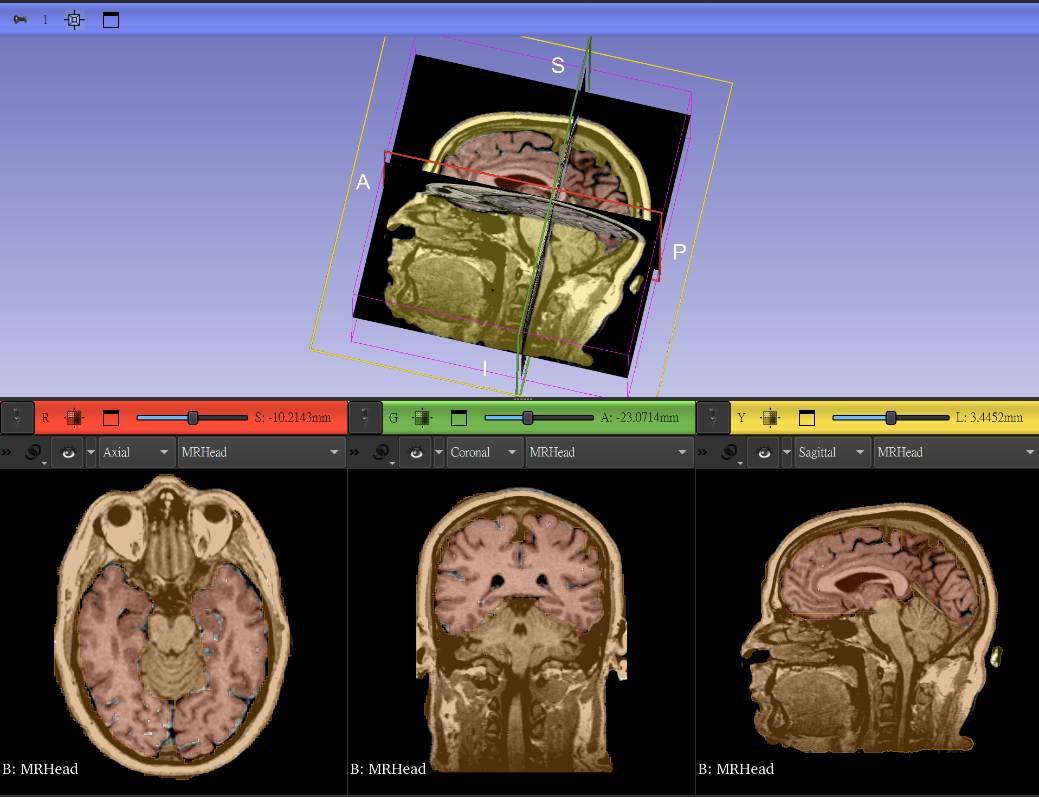 1
S
A
P
I
R S: -10.2143mm
G A: -23.0714mm
Y L: 3.4452mm
» Axial MRHead
» Coronal MRHead
» Sagittal MRHead
B: MRHead
B: MRHead
B: MRHead